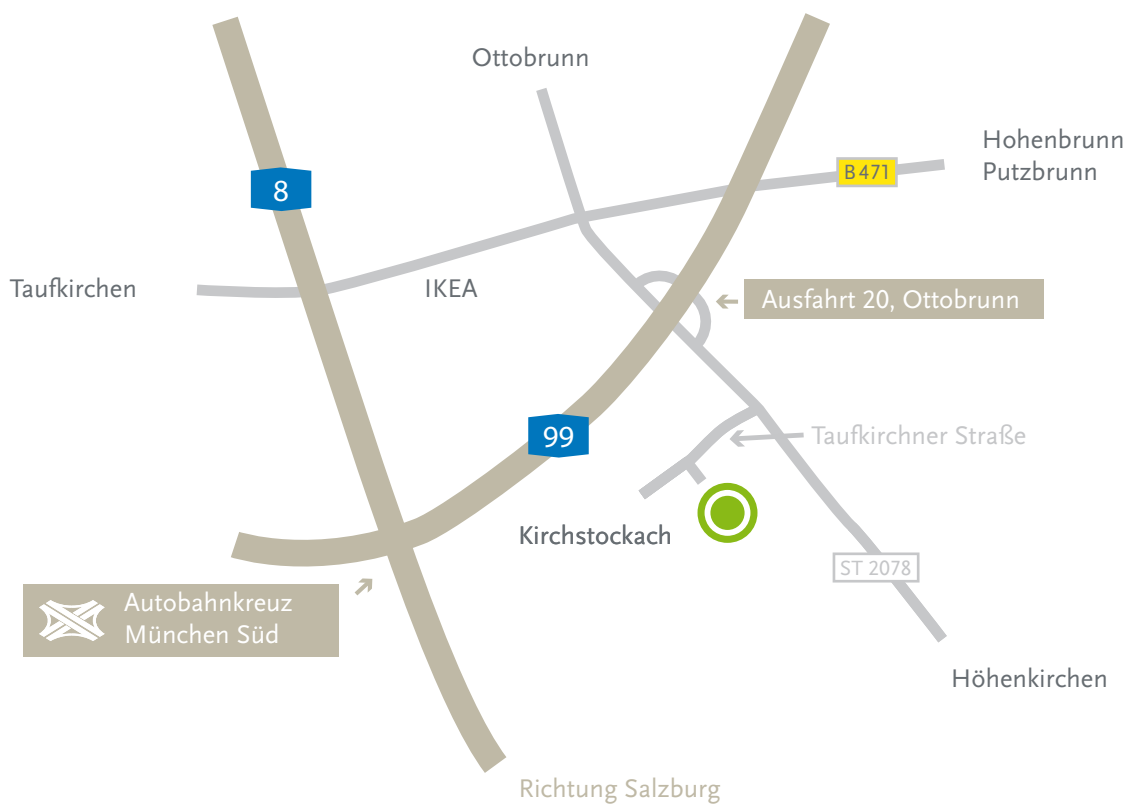 Ottobrunn
Hohenbrunn
Putzbrunn
B 471
8
Taufkirchen
IKEA
Ausfahrt 20, Ottobrunn
99
Taufkirchner Straße
Kirchstockach
ST 2078
Autobahnkreuz
München Süd
Höhenkirchen
Richtung Salzburg